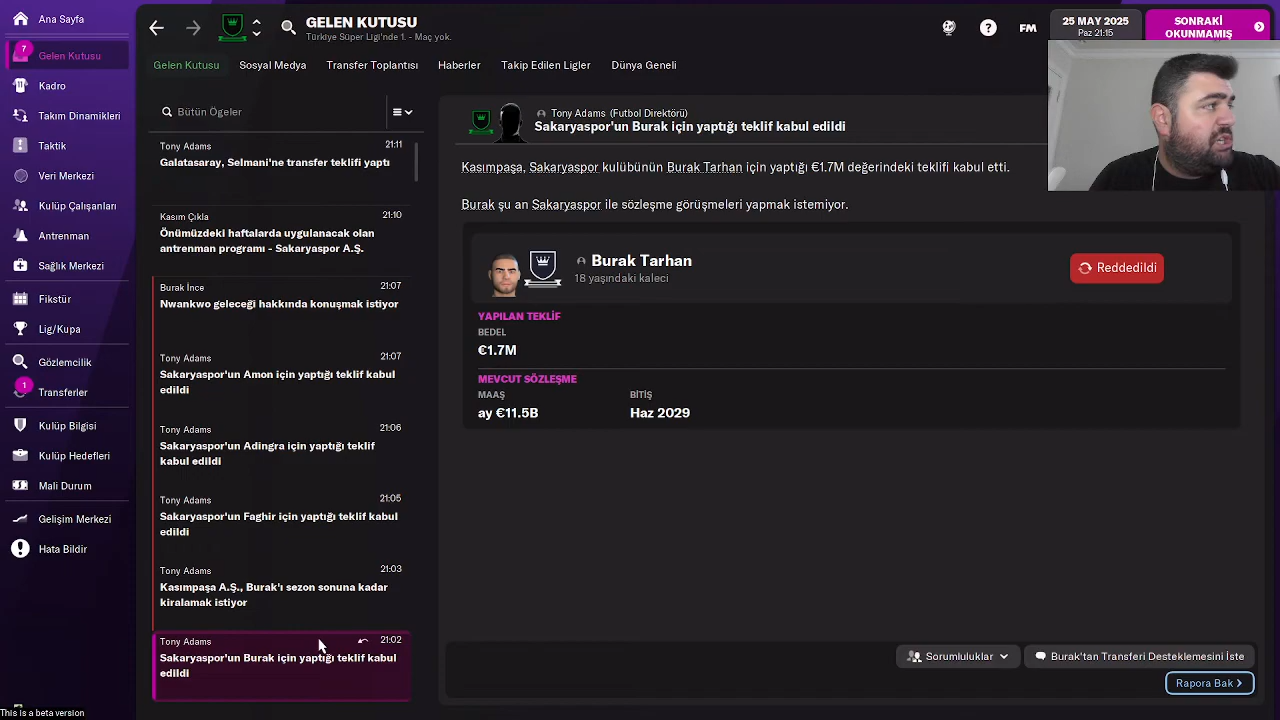 Ana Sayfa
7
Gelen Kutusu
Kadro
Takım Dinamikleri
Taktik
Veri Merkezi
Kulüp Çalışanları
Antrenman
Sağlık Merkezi
Fikstür
Lig/Kupa
Gözlemcilik
1
Transferler
Kulüp Bilgisi
Kulüp Hedefleri
Mali Durum
Gelişim Merkezi
Hata Bildir
This is a beta version
GELEN KUTUSU
Türkiye Süper Ligi'nde 1. - Maç yok.
FM
25 MAY 2025
Paz 21:15
SONRAKİ
OKUNMAMIŞ
Gelen Kutusu
Sosyal Medya
Transfer Toplantısı
Haberler
Takip Edilen Ligler
Dünya Geneli
Bütün Ögeler
Tony Adams 21:11
Galatasaray, Selmani'ne transfer teklifi yaptı
Kasım Çıkla 21:10
Önümüzdeki haftalarda uygulanacak olan
antrenman programı - Sakaryaspor A.Ş.
Burak İnce 21:07
Nwankwo geleceği hakkında konuşmak istiyor
Tony Adams 21:07
Sakaryaspor'un Amon için yaptığı teklif kabul
edildi
Tony Adams 21:06
Sakaryaspor'un Adingra için yaptığı teklif
kabul edildi
Tony Adams 21:05
Sakaryaspor'un Faghir için yaptığı teklif kabul
edildi
Tony Adams 21:03
Kasımpaşa A.Ş., Burak'ı sezon sonuna kadar
kiralamak istiyor
Tony Adams 21:02
Sakaryaspor'un Burak için yaptığı teklif kabul
edildi
Tony Adams (Futbol Direktörü)
Sakaryaspor'un Burak için yaptığı teklif kabul edildi
Kasımpaşa, Sakaryaspor kulübünün Burak Tarhan için yaptığı €1.7M değerindeki teklifi kabul etti.
Burak şu an Sakaryaspor ile sözleşme görüşmeleri yapmak istemiyor.
Burak Tarhan
18 yaşındaki kaleci
Reddedildi
YAPILAN TEKLİF
BEDEL
€1.7M
MEVCUT SÖZLEŞME
MAAŞ BİTİŞ
ay €11.5B Haz 2029
Sorumluluklar
Burak'tan Transferi Desteklemesini İste
Rapora Bak